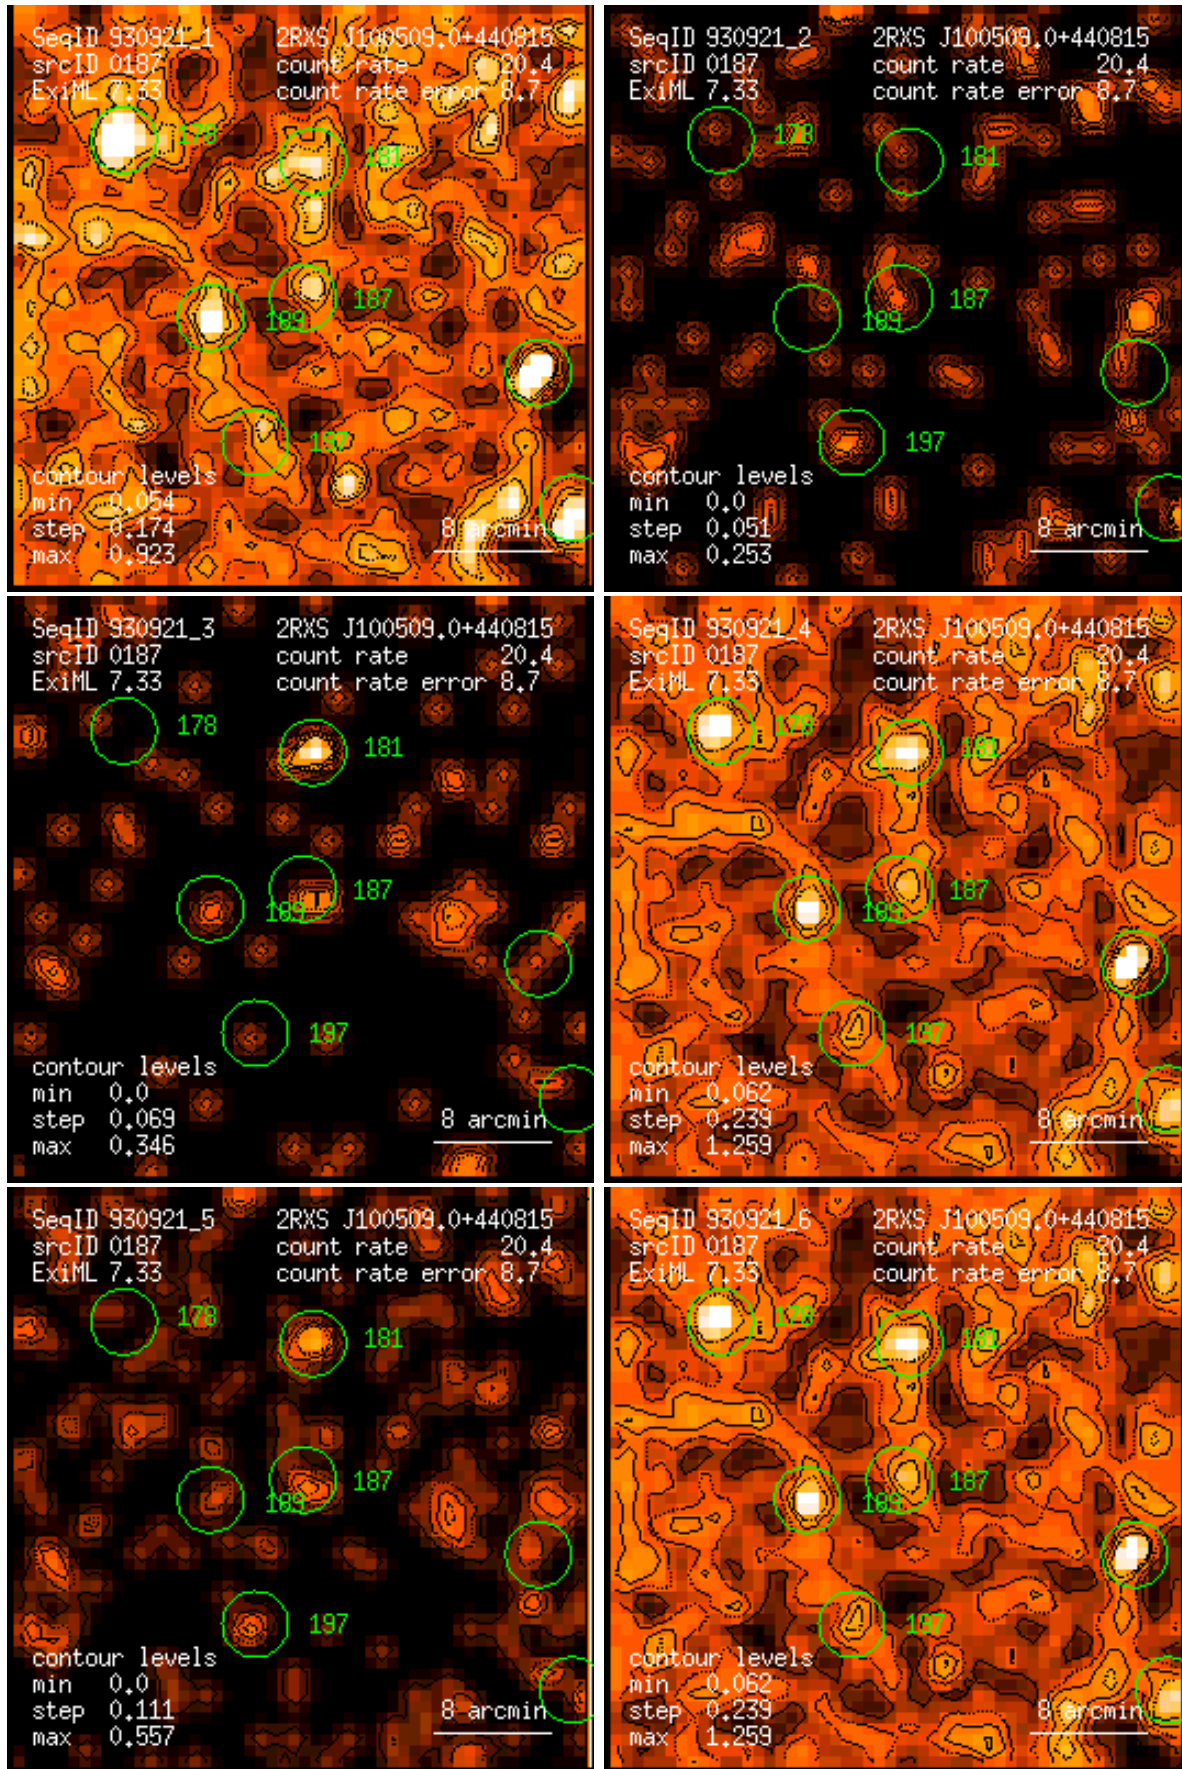 SeqID 930921_1 2RXS J100509.0+440815
srcID 0187 count rate 20.4
ExiML 7.33 count rate error 8.7
178
181
187
189
197
contour levels
min 0.054
step 0.174 8 arcmin
max 0.923
SeqID 930921_2 2RXS J100509.0+440815
srcID 0187 count rate 20.4
ExiML 7.33 count rate error 8.7
178
181
187
189
197
contour levels
min 0.0
step 0.051 8 arcmin
max 0.253
SeqID 930921_3 2RXS J100509.0+440815
srcID 0187 count rate 20.4
ExiML 7.33 count rate error 8.7
178
181
187
189
197
contour levels
min 0.0
step 0.069 8 arcmin
max 0.346
SeqID 930921_4 2RXS J100509.0+440815
srcID 0187 count rate 20.4
ExiML 7.33 count rate error 8.7
178
181
187
189
197
contour levels
min 0.062
step 0.239 8 arcmin
max 1.259
SeqID 930921_5 2RXS J100509.0+440815
srcID 0187 count rate 20.4
ExiML 7.33 count rate error 8.7
178
181
187
189
197
contour levels
min 0.0
step 0.111 8 arcmin
max 0.557
SeqID 930921_6 2RXS J100509.0+440815
srcID 0187 count rate 20.4
ExiML 7.33 count rate error 8.7
178
181
187
189
197
contour levels
min 0.062
step 0.239 8 arcmin
max 1.259